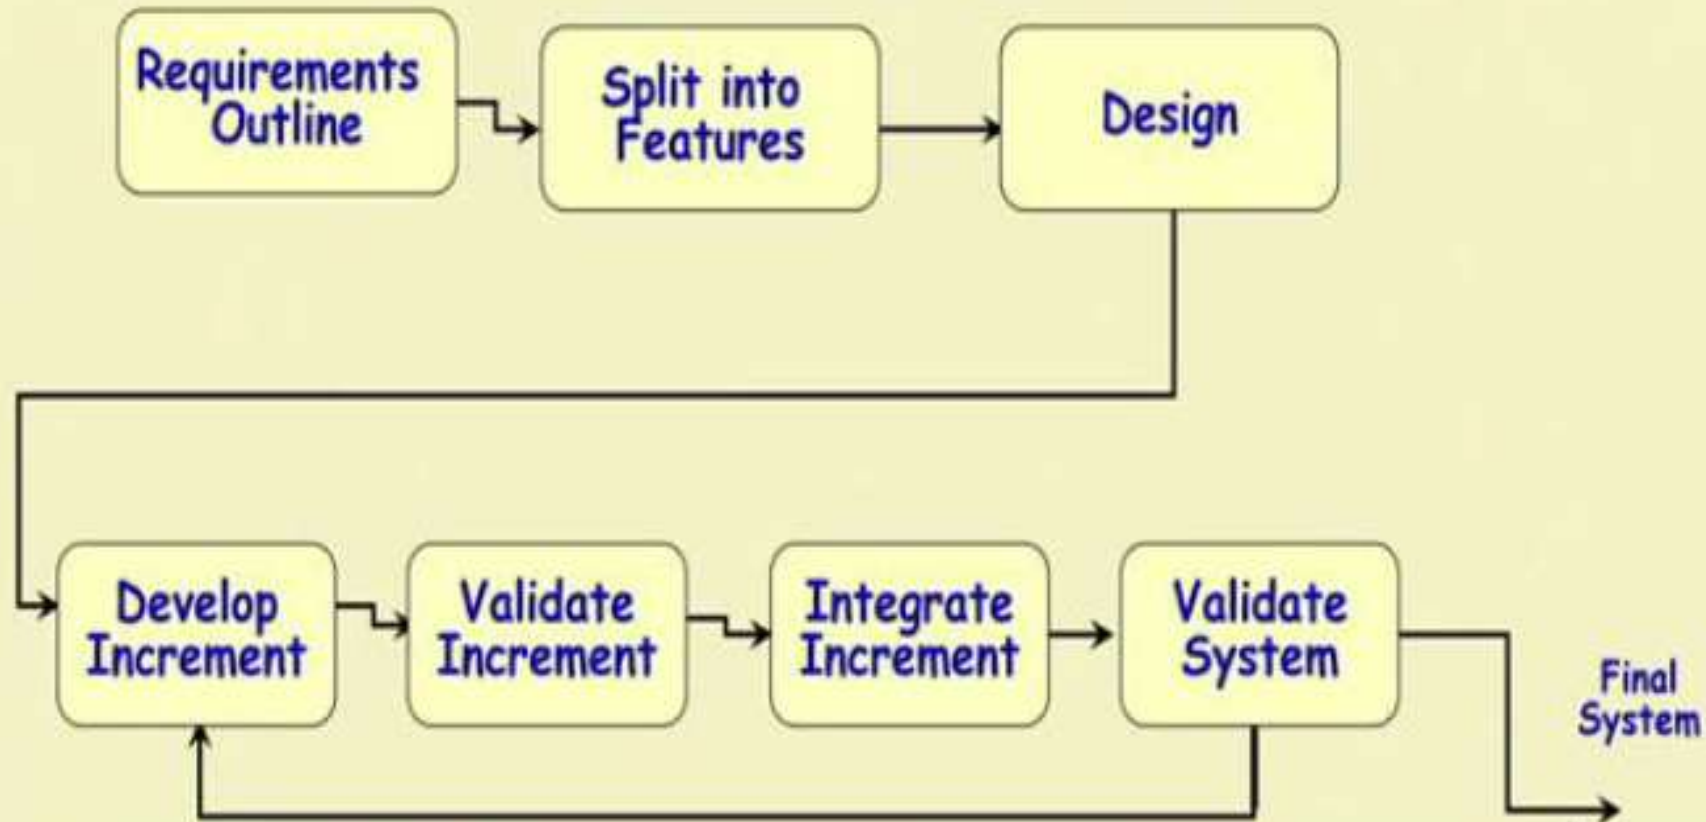 Requirements
Outline
Split into
Features
Design
Develop
Increment
Validate
Increment
Integrate
Increment
Validate
System
Final
System